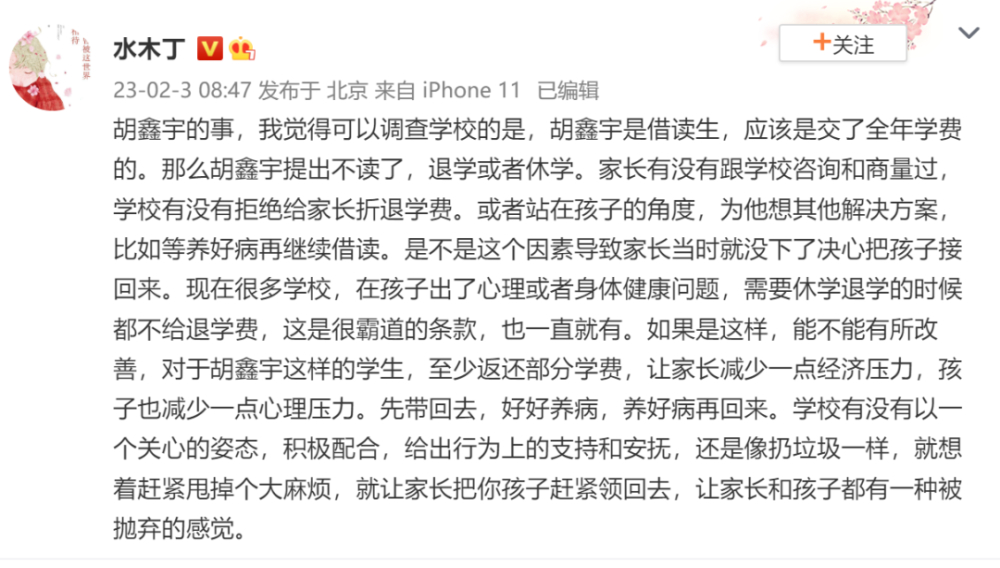 水木丁
+关注
23-02-3 08:47 发布于 北京 来自 iPhone 11 已编辑
胡鑫宇的事，我觉得可以调查学校的是，胡鑫宇是借读生，应该是交了全年学费
的。那么胡鑫宇提出不读了，退学或者休学。家长有没有跟学校咨询和商量过，
学校有没有拒绝给家长折退学费。或者站在孩子的角度，为他想其他解决方案，
比如等养好病再继续借读。是不是这个因素导致家长当时就没下了决心把孩子接
回来。现在很多学校，在孩子出了心理或者身体健康问题，需要休学退学的时候
都不给退学费，这是很霸道的条款，也一直就有。如果是这样，能不能有所改
善，对于胡鑫宇这样的学生，至少返还部分学费，让家长减少一点经济压力，孩
子也减少一点心理压力。先带回去，好好养病，养好病再回来。学校有没有以一
个关心的姿态，积极配合，给出行为上的支持和安抚，还是像扔垃圾一样，就想
着赶紧甩掉个大麻烦，就让家长把你孩子赶紧领回去，让家长和孩子都有一种被
抛弃的感觉。